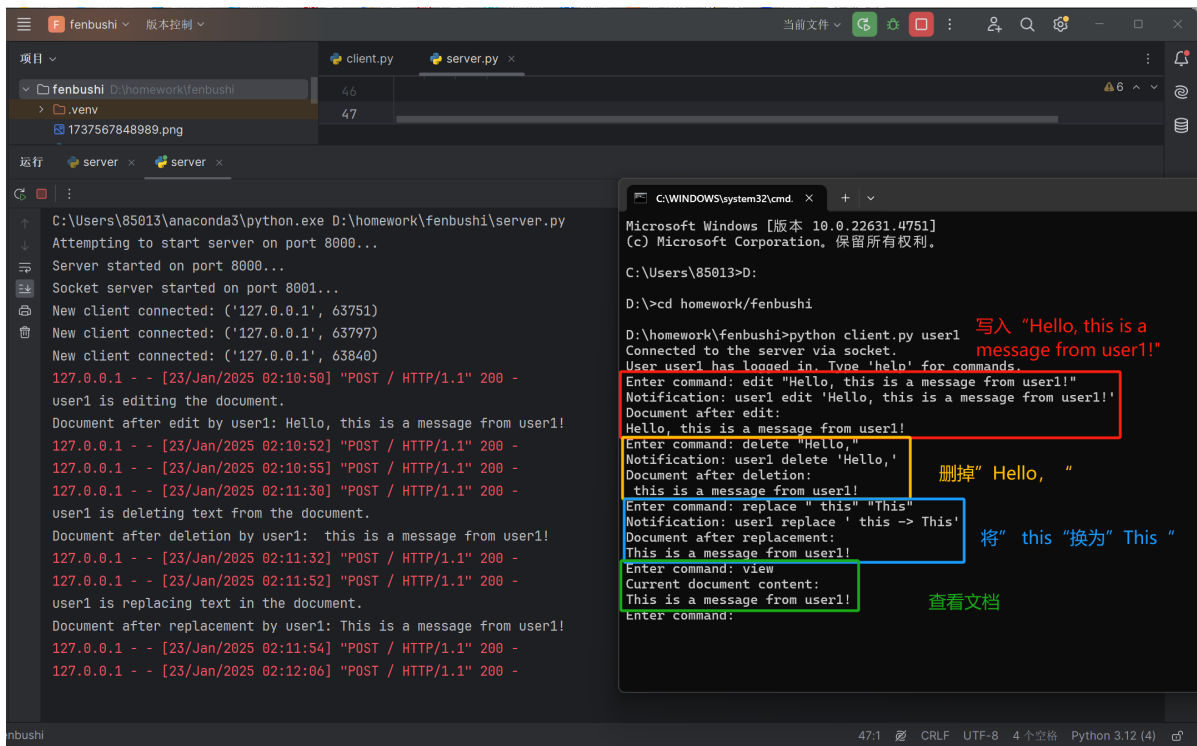 F fenbushi 版本控制 当前文件
项目 client.py server.py
fenbushi D:\homework\fenbushi 46 6
.venv 47
1737567848989.png
运行 server server
C:\Users\85013\anaconda3\python.exe D:\homework\fenbushi\server.py
Attempting to start server on port 8000...
Server started on port 8000...
Socket server started on port 8001...
New client connected: ('127.0.0.1', 63751)
New client connected: ('127.0.0.1', 63797)
New client connected: ('127.0.0.1', 63840)
127.0.0.1 - - [23/Jan/2025 02:10:50] "POST / HTTP/1.1" 200 -
user1 is editing the document.
Document after edit by user1: Hello, this is a message from user1!
127.0.0.1 - - [23/Jan/2025 02:10:52] "POST / HTTP/1.1" 200 -
127.0.0.1 - - [23/Jan/2025 02:10:55] "POST / HTTP/1.1" 200 -
127.0.0.1 - - [23/Jan/2025 02:11:30] "POST / HTTP/1.1" 200 -
user1 is deleting text from the document.
Document after deletion by user1:  this is a message from user1!
127.0.0.1 - - [23/Jan/2025 02:11:32] "POST / HTTP/1.1" 200 -
127.0.0.1 - - [23/Jan/2025 02:11:52] "POST / HTTP/1.1" 200 -
user1 is replacing text in the document.
Document after replacement by user1: This is a message from user1!
127.0.0.1 - - [23/Jan/2025 02:11:54] "POST / HTTP/1.1" 200 -
127.0.0.1 - - [23/Jan/2025 02:12:06] "POST / HTTP/1.1" 200 -
C:\WINDOWS\system32\cmd.
Microsoft Windows [版本 10.0.22631.4751]
(c) Microsoft Corporation。保留所有权利。
C:\Users\85013>D:
D:\>cd homework/fenbushi
D:\homework\fenbushi>python client.py user1
Connected to the server via socket.
User user1 has logged in. Type 'help' for commands.
Enter command: edit "Hello, this is a message from user1!"
Notification: user1 edit 'Hello, this is a message from user1!'
Document after edit:
Hello, this is a message from user1!
Enter command: delete "Hello,"
Notification: user1 delete 'Hello,'
Document after deletion:
 this is a message from user1!
Enter command: replace " this" "This"
Notification: user1 replace ' this -> This'
Document after replacement:
This is a message from user1!
Enter command: view
Current document content:
This is a message from user1!
Enter command:
写入“Hello, this is a
message from user1!"
删掉” Hello, “
将” this “换为”This “
查看文档
nbushi 47:1 CRLF UTF-8 4 个空格 Python 3.12 (4)